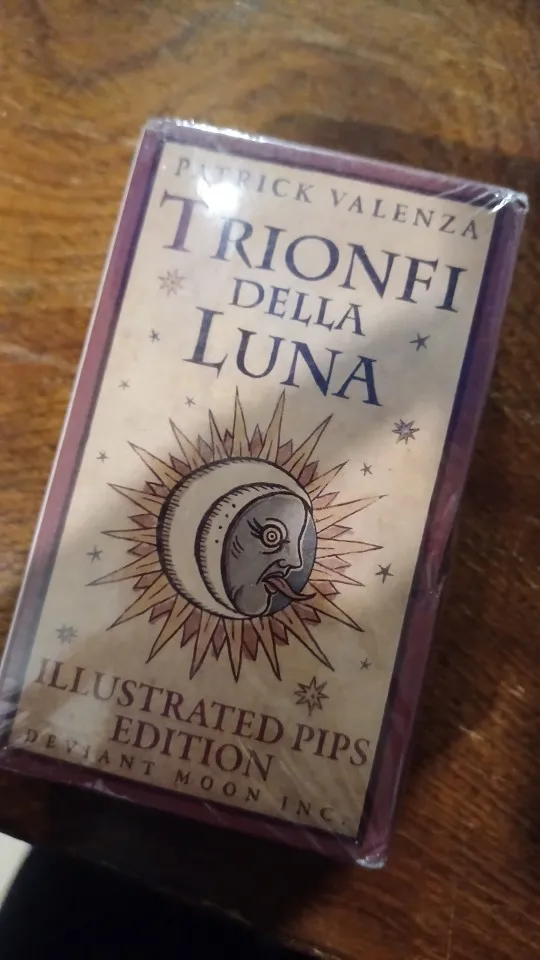 PATRICK VALENZA
TRIONFI
DELLA
LUNA
ILLUSTRATED PIPS
EDITION
DEVIANT MOON INC.